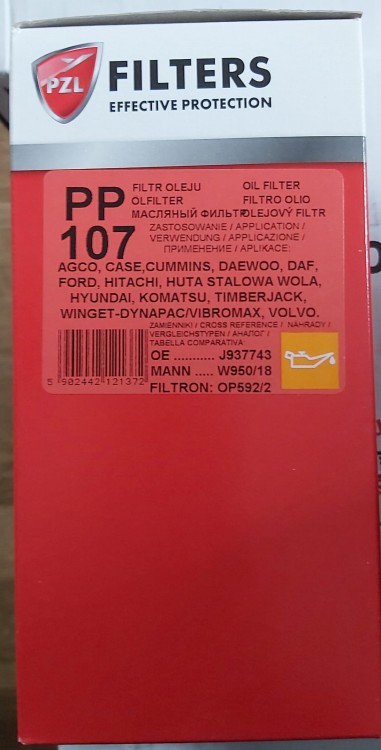 PZL
FILTERS
EFFECTIVE PROTECTION
PP
107
FILTR OLEJU OIL FILTER
ÖLFILTER FILTRO OLIO
МАСЛЯНЫЙ ФИЛЬТР OLEJOVÝ FILTR
ZASTOSOWANIE / APPLICATION /
VERWENDUNG / APPLICAZIONE /
ПРИМЕНЕНИЕ / APLIKACE:
AGCO, CASE,CUMMINS, DAEWOO, DAF,
FORD, HITACHI, HUTA STALOWA WOLA,
HYUNDAI, KOMATSU, TIMBERJACK,
WINGET-DYNAPAC/VIBROMAX, VOLVO.
ZAMIENNIKI / CROSS REFERENCE / NÁHRADY /
VERGLEICHSTYPEN / АНАЛОГ /
TABELLA COMPARATIVA:
OE ........... J937743
MANN ..... W950/18
FILTRON: OP592/2
5 902442 121372